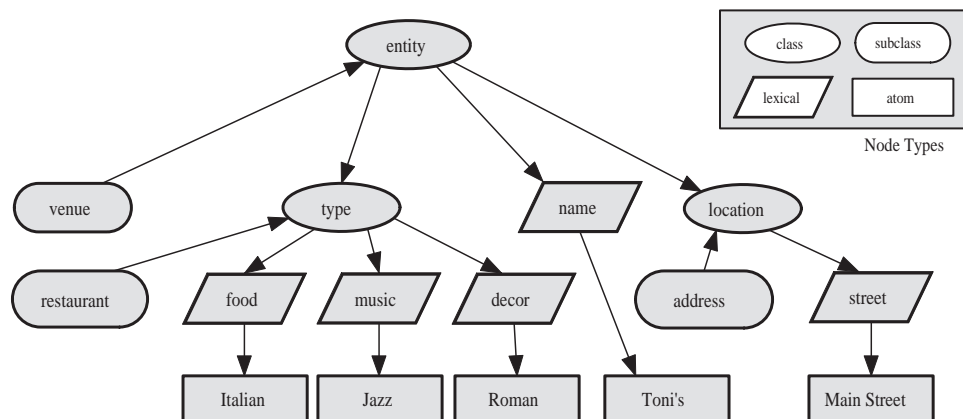 entity
class
subclass
lexical
atom
Node Types
venue
type
name
location
restaurant
food
music
decor
address
street
Italian
Jazz
Roman
Toni's
Main Street